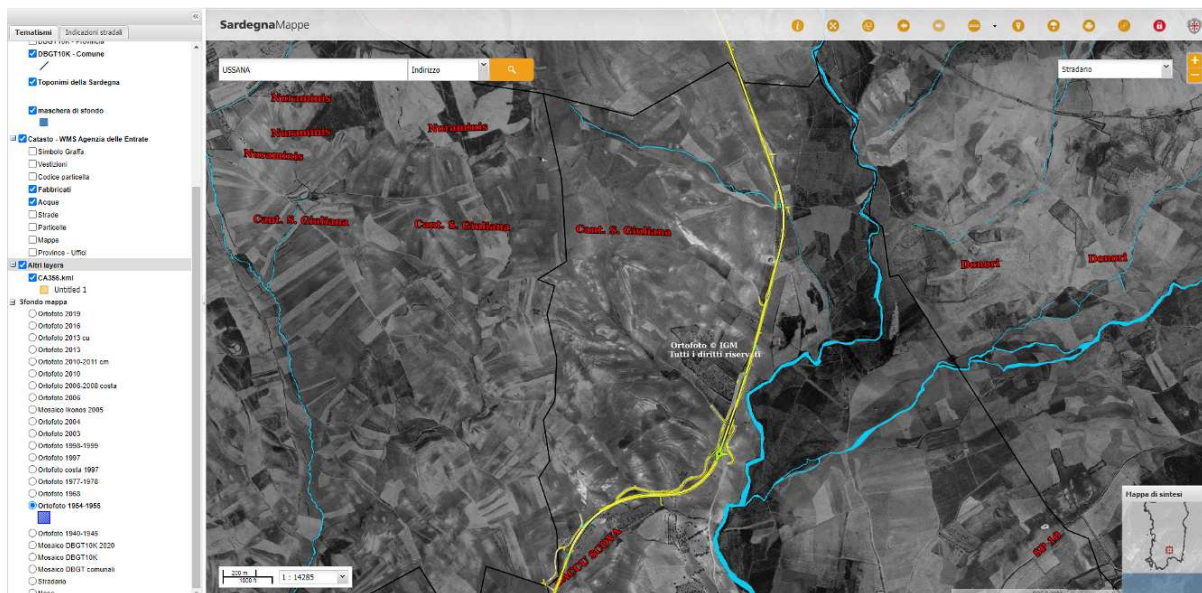 Tematismi
Indicazioni stradali
DBGT10K - Provincia
DBGT10K - Comune
Toponimi della Sardegna
maschera di sfondo
Catasto - WMS Agenzia delle Entrate
Simbolo Graffa
Vestizioni
Codice particella
Fabbricati
Acque
Strade
Particelle
Mappe
Province - Uffici
Altri layers
CA356.kml
Untitled 1
Sfondo mappa
Ortofoto 2019
Ortofoto 2016
Ortofoto 2013 cu
Ortofoto 2013
Ortofoto 2010-2011 cm
Ortofoto 2010
Ortofoto 2006-2008 costa
Ortofoto 2006
Mosaico Ikonos 2005
Ortofoto 2004
Ortofoto 2003
Ortofoto 1998-1999
Ortofoto 1997
Ortofoto costa 1997
Ortofoto 1977-1978
Ortofoto 1968
Ortofoto 1954-1955
Ortofoto 1940-1945
Mosaico DBGT10K 2020
Mosaico DBGT10K
Mosaico DBGT comunali
Stradario
SardegnaMappe
USSANA
Indirizzo
Stradario
Nuraminis
Nuraminis
Nuraminis
Nuraminis
Cant. S. Giuliana
Cant. S. Giuliana
Cant. S. Giuliana
Donori
Donori
Ortofoto © IGM
Tutti i diritti riservati
SP 18
Mappa di sintesi
200 m
1000 ft
1 : 14285